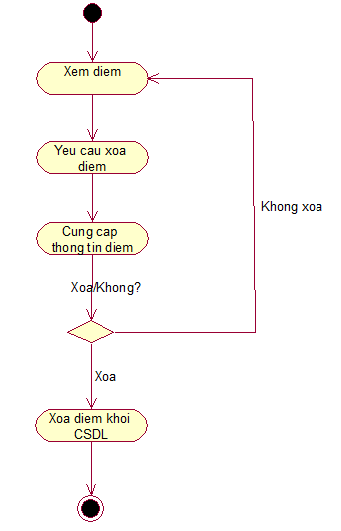 Xem diem
Yeu cau xoa
diem
Cung cap
thong tin diem
Khong xoa
Xoa/Khong?
Xoa
Xoa diem khoi
CSDL